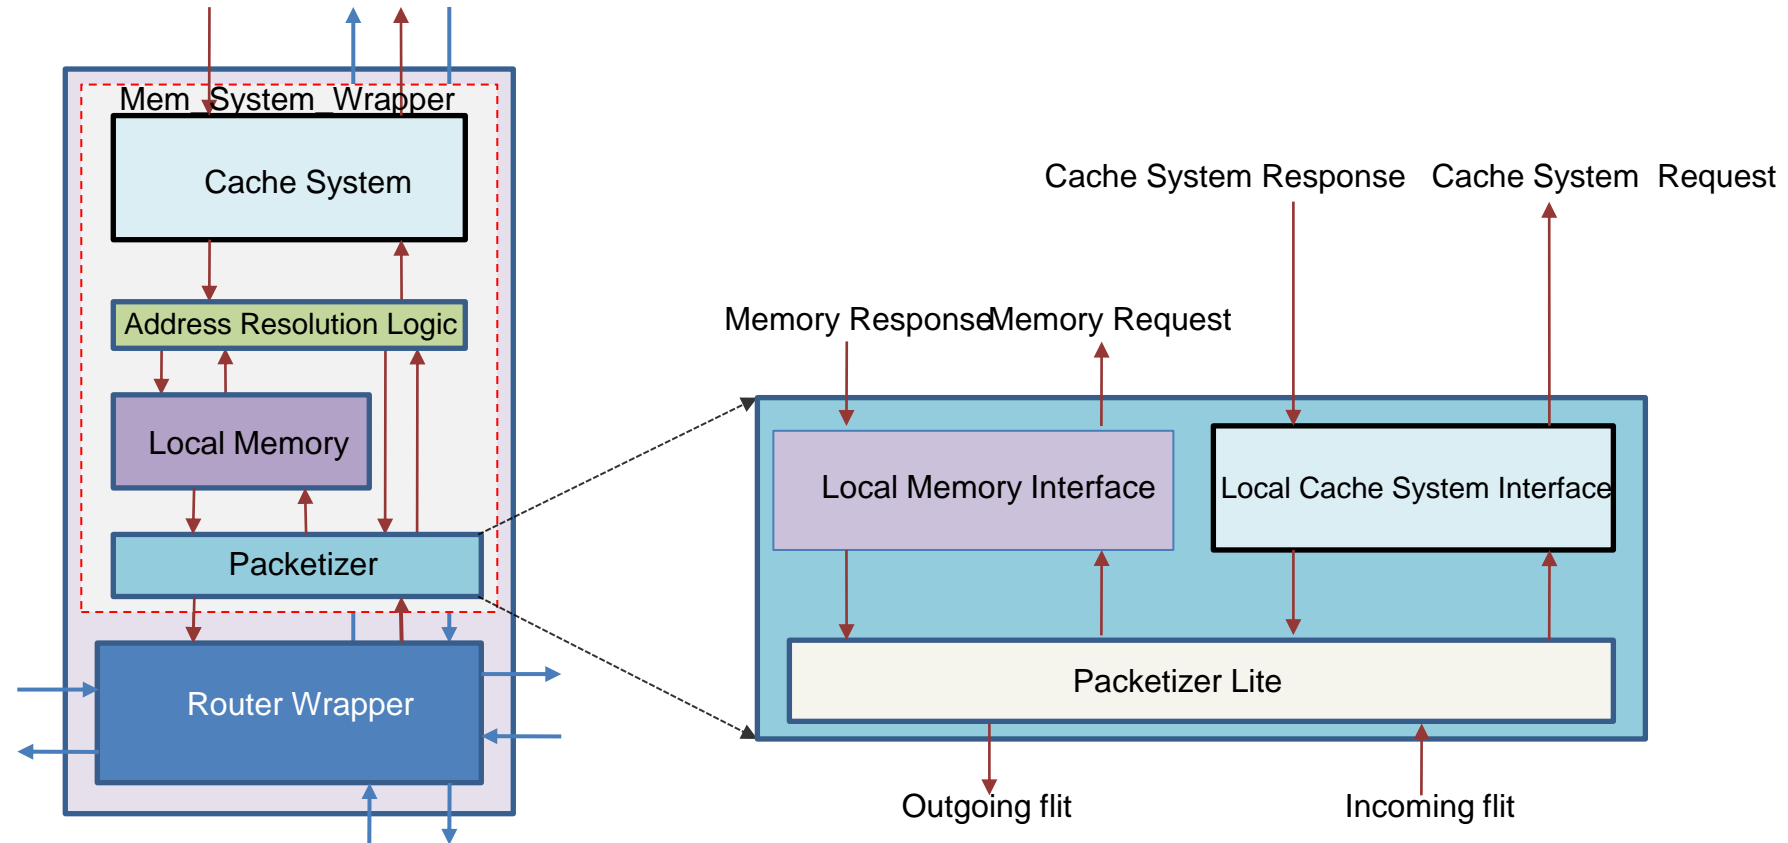 Mem_System_Wrapper
Cache System
Address Resolution Logic
Local Memory
Packetizer
Router Wrapper
Cache System Response
Cache System Request
Memory Response
Memory Request
Local Memory Interface
Local Cache System Interface
Packetizer Lite
Outgoing flit
Incoming flit